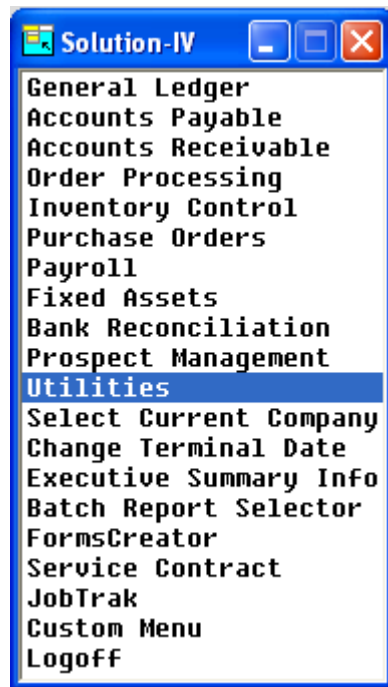 Solution-IV
General Ledger
Accounts Payable
Accounts Receivable
Order Processing
Inventory Control
Purchase Orders
Payroll
Fixed Assets
Bank Reconciliation
Prospect Management
Utilities
Select Current Company
Change Terminal Date
Executive Summary Info
Batch Report Selector
FormsCreator
Service Contract
JobTrak
Custom Menu
Logoff